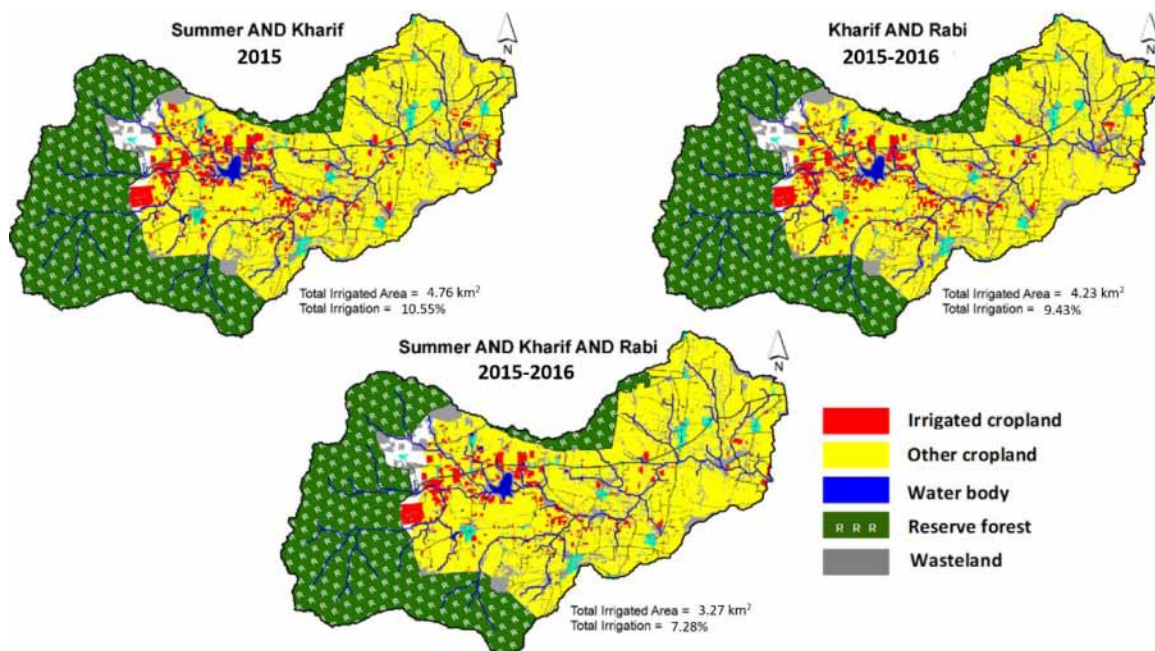 Summer AND Kharif
2015
N
Total Irrigated Area = 4.76 km²
Total Irrigation = 10.55%
Kharif AND Rabi
2015-2016
N
Total Irrigated Area = 4.23 km²
Total Irrigation = 9.43%
Summer AND Kharif AND Rabi
2015-2016
N
Total Irrigated Area = 3.27 km²
Total Irrigation = 7.28%
Irrigated cropland
Other cropland
Water body
R R R Reserve forest
Wasteland